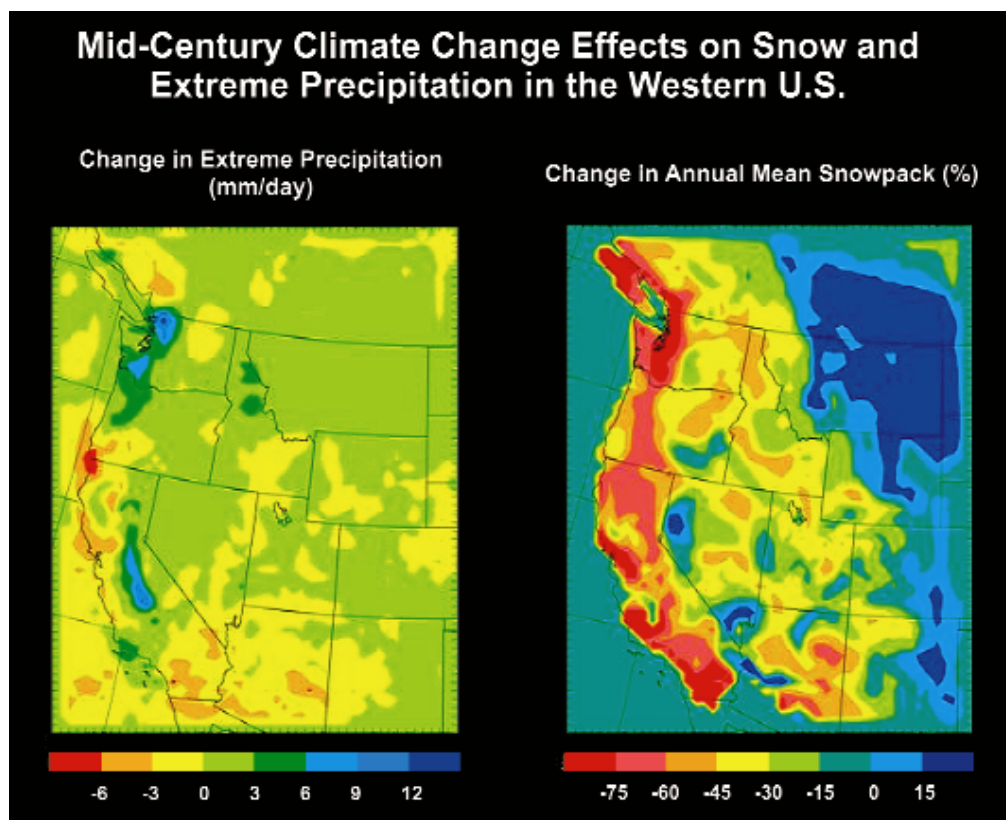 Mid-Century Climate Change Effects on Snow and
Extreme Precipitation in the Western U.S.
Change in Extreme Precipitation
(mm/day)
Change in Annual Mean Snowpack (%)
-6 -3 0 3 6 9 12
-75 -60 -45 -30 -15 0 15